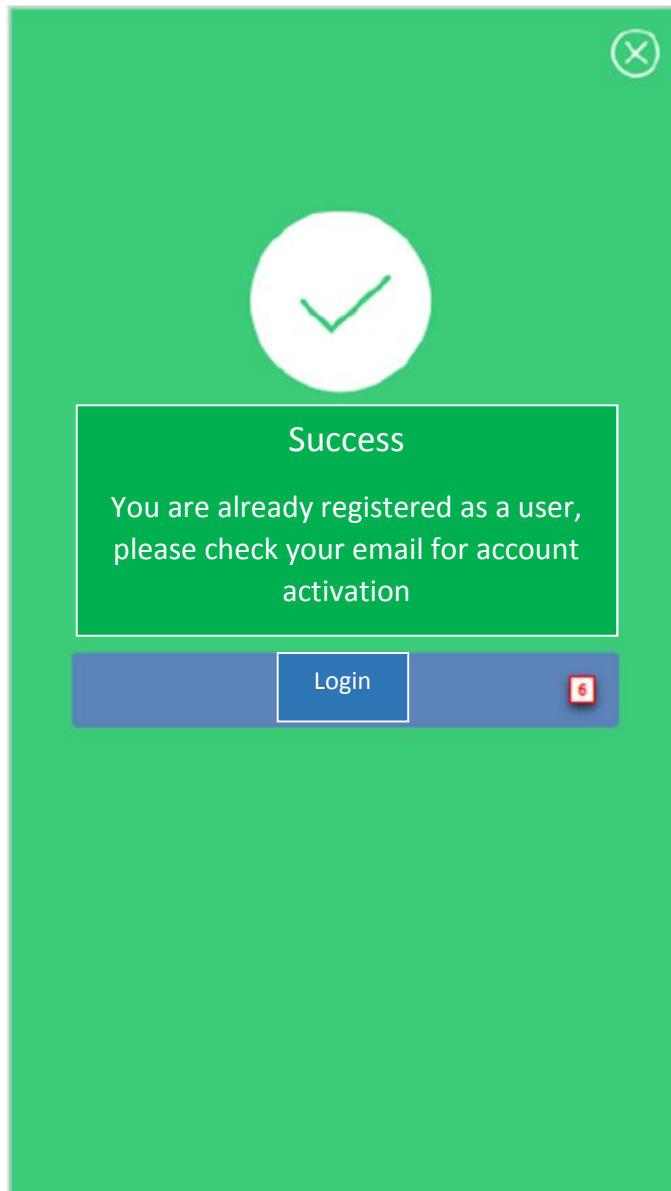 Success
You are already registered as a user,
please check your email for account
activation
Login
6